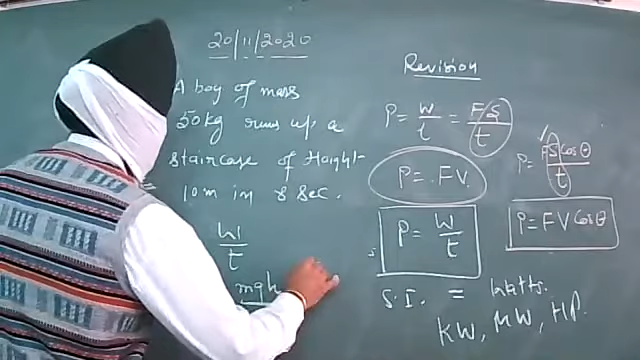 20/11/2020
A boy of mass
50kg runs up a
staircase of Height
10m in 8 sec.
W
t
mgh
Revision
P = W/t = FS/t
P = FV
P = W/t
S.I. = Watts.
KW, MW, HP.
P = FS Cos θ/t
P = FV Cos θ